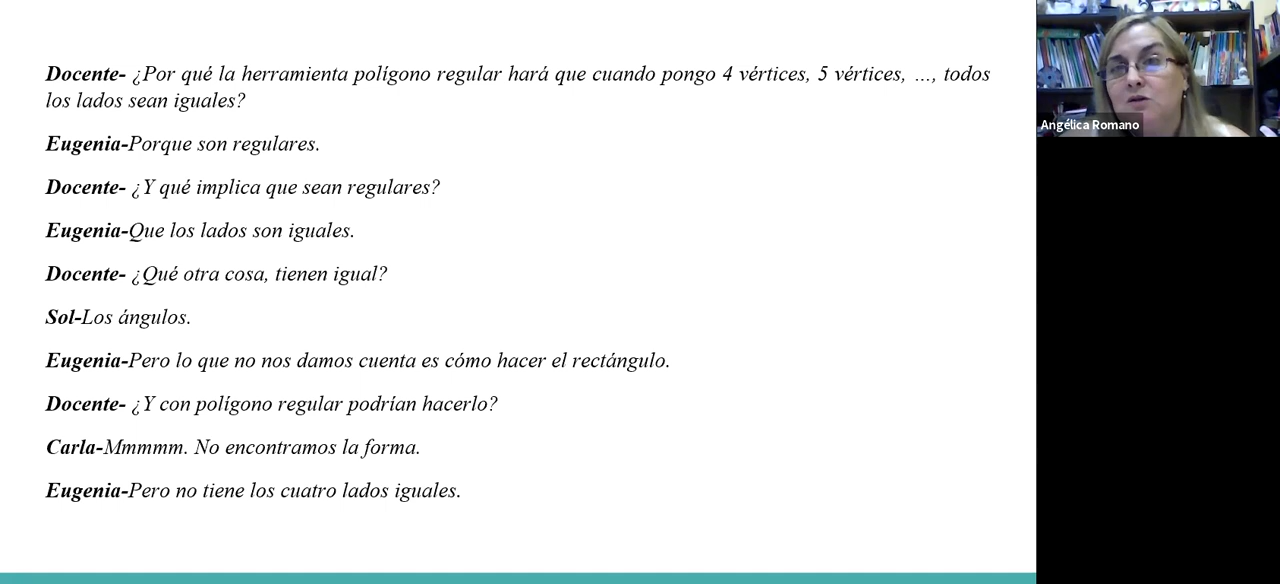 Docente- ¿Por qué la herramienta polígono regular hará que cuando pongo 4 vértices, 5 vértices, …, todos
los lados sean iguales?
Eugenia-Porque son regulares.
Docente- ¿Y qué implica que sean regulares?
Eugenia-Que los lados son iguales.
Docente- ¿Qué otra cosa, tienen igual?
Sol-Los ángulos.
Eugenia-Pero lo que no nos damos cuenta es cómo hacer el rectángulo.
Docente- ¿Y con polígono regular podrían hacerlo?
Carla-Mmmmm. No encontramos la forma.
Eugenia-Pero no tiene los cuatro lados iguales.
Angélica Romano